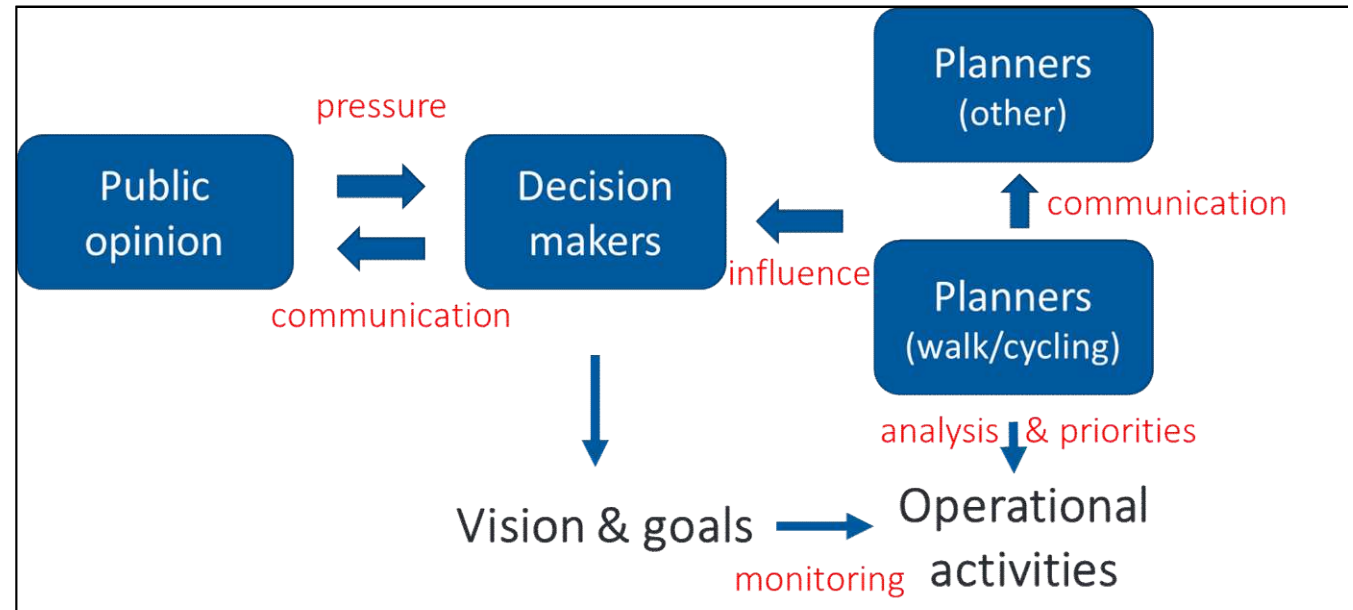 pressure
Public
opinion
communication
Decision
makers
influence
Planners
(other)
communication
Planners
(walk/cycling)
analysis & priorities
Vision & goals
monitoring
Operational
activities